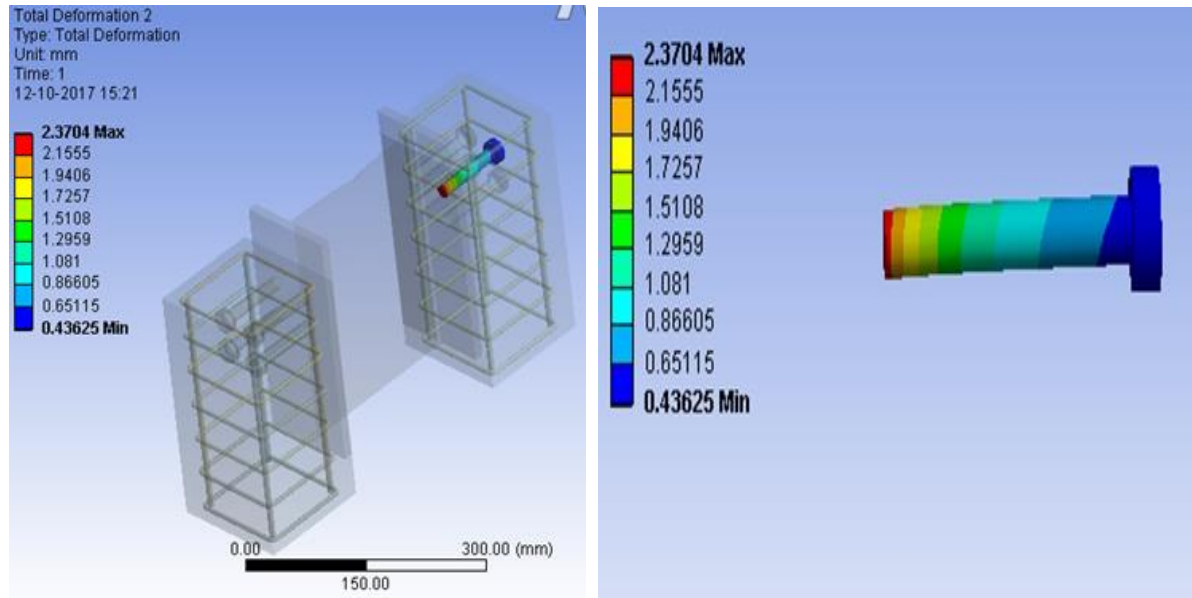 Total Deformation 2
Type: Total Deformation
Unit: mm
Time: 1
12-10-2017 15:21
2.3704 Max
2.1555
1.9406
1.7257
1.5108
1.2959
1.081
0.86605
0.65115
0.43625 Min
0.00
300.00 (mm)
150.00
2.3704 Max
2.1555
1.9406
1.7257
1.5108
1.2959
1.081
0.86605
0.65115
0.43625 Min